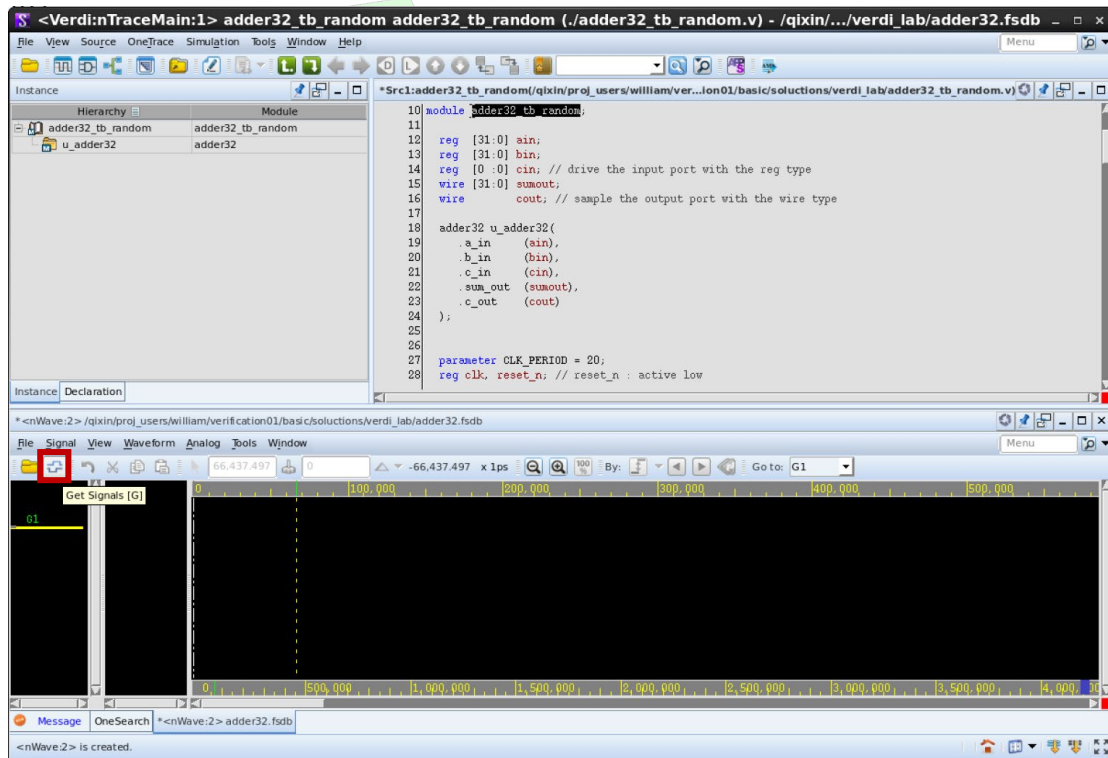 <Verdi:nTraceMain:1> adder32_tb_random adder32_tb_random (./adder32_tb_random.v) - /qixin/.../verdi_lab/adder32.fsdb
File View Source OneTrace Simulation Tools Window Help
Menu
Instance
*Src1:adder32_tb_random(/qixin/proj_users/william/ver...ion01/basic/soluctions/verdi_lab/adder32_tb_random.v)
Hierarchy Module
adder32_tb_random adder32_tb_random
u_adder32 adder32
10 module adder32_tb_random;
11
12 reg [31:0] ain;
13 reg [31:0] bin;
14 reg [0 :0] cin; // drive the input port with the reg type
15 wire [31:0] sumout;
16 wire cout; // sample the output port with the wire type
17
18 adder32 u_adder32(
19 .a_in (ain),
20 .b_in (bin),
21 .c_in (cin),
22 .sum_out (sumout),
23 .c_out (cout)
24 );
25
26
27 parameter CLK_PERIOD = 20;
28 reg clk, reset_n; // reset_n : active low
Instance Declaration
*<nWave:2> /qixin/proj_users/william/verification01/basic/soluctions/verdi_lab/adder32.fsdb
File Signal View Waveform Analog Tools Window
Menu
66,437.497 0 -66,437.497 x 1ps 100 % By: Go to: G1
Get Signals [G]
0 100,000 200,000 300,000 400,000 500,000
G1
0 500,000 1,000,000 1,500,000 2,000,000 2,500,000 3,000,000 3,500,000
Message OneSearch *<nWave:2> adder32.fsdb
<nWave:2> is created.